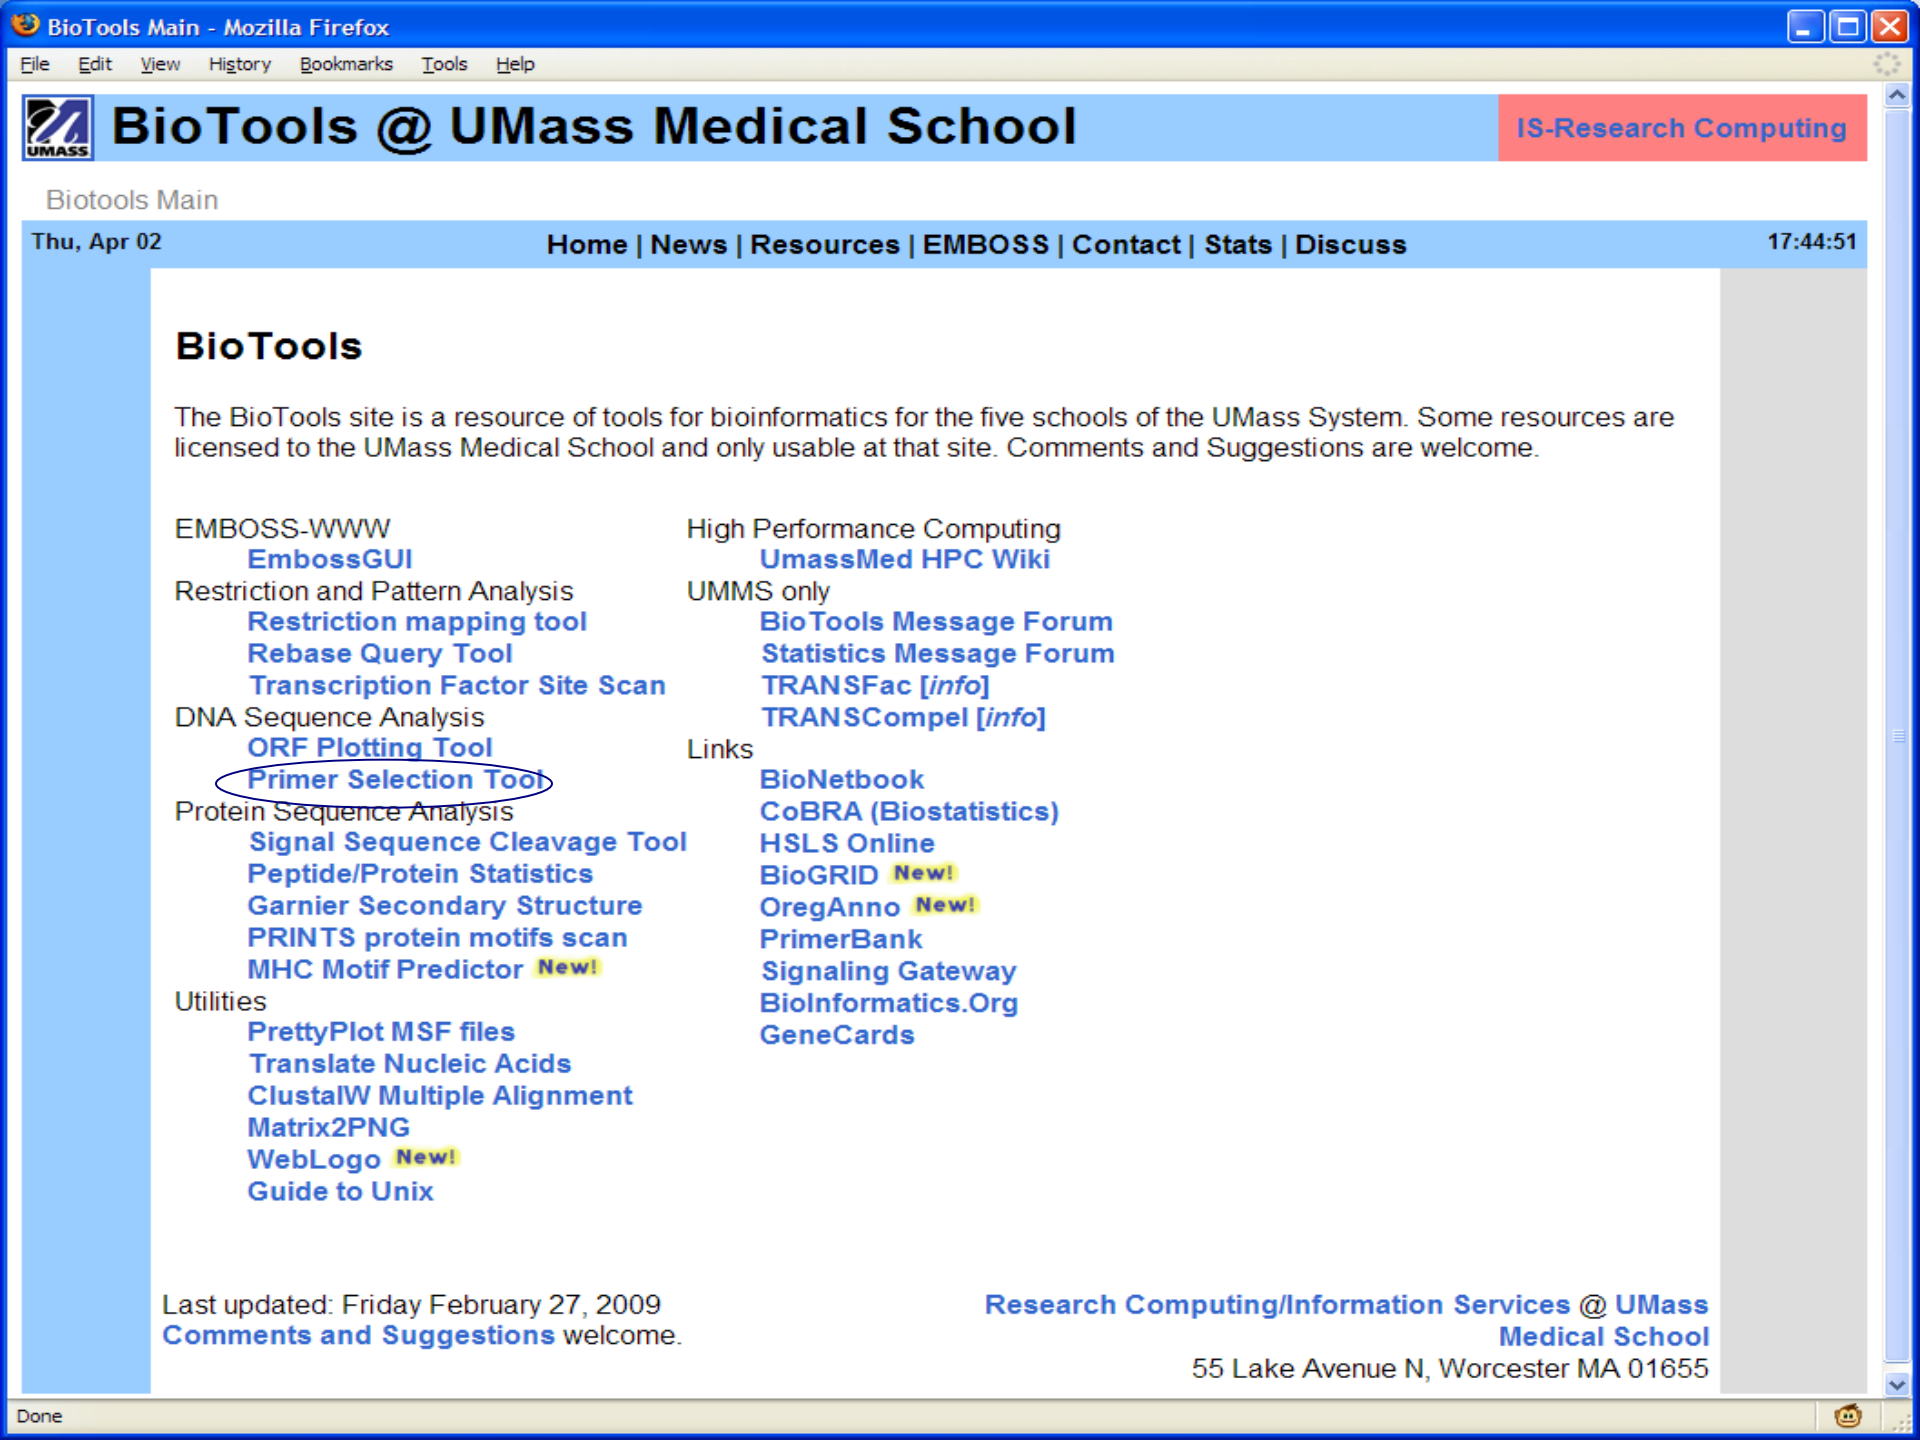 BioTools Main - Mozilla Firefox
File Edit View History Bookmarks Tools Help
UMASS
BioTools @ UMass Medical School
IS-Research Computing
Biotools Main
Thu, Apr 02
Home | News | Resources | EMBOSS | Contact | Stats | Discuss
17:44:51
BioTools
The BioTools site is a resource of tools for bioinformatics for the five schools of the UMass System. Some resources are
licensed to the UMass Medical School and only usable at that site. Comments and Suggestions are welcome.
EMBOSS-WWW
EmbossGUI
Restriction and Pattern Analysis
Restriction mapping tool
Rebase Query Tool
Transcription Factor Site Scan
DNA Sequence Analysis
ORF Plotting Tool
Primer Selection Tool
Protein Sequence Analysis
Signal Sequence Cleavage Tool
Peptide/Protein Statistics
Garnier Secondary Structure
PRINTS protein motifs scan
MHC Motif Predictor New!
Utilities
PrettyPlot MSF files
Translate Nucleic Acids
ClustalW Multiple Alignment
Matrix2PNG
WebLogo New!
Guide to Unix
High Performance Computing
UmassMed HPC Wiki
UMMS only
BioTools Message Forum
Statistics Message Forum
TRANSFac [info]
TRANSCompel [info]
Links
BioNetbook
CoBRA (Biostatistics)
HSLS Online
BioGRID New!
OregAnno New!
PrimerBank
Signaling Gateway
BioInformatics.Org
GeneCards
Last updated: Friday February 27, 2009
Comments and Suggestions welcome.
Research Computing/Information Services @ UMass
Medical School
55 Lake Avenue N, Worcester MA 01655
Done